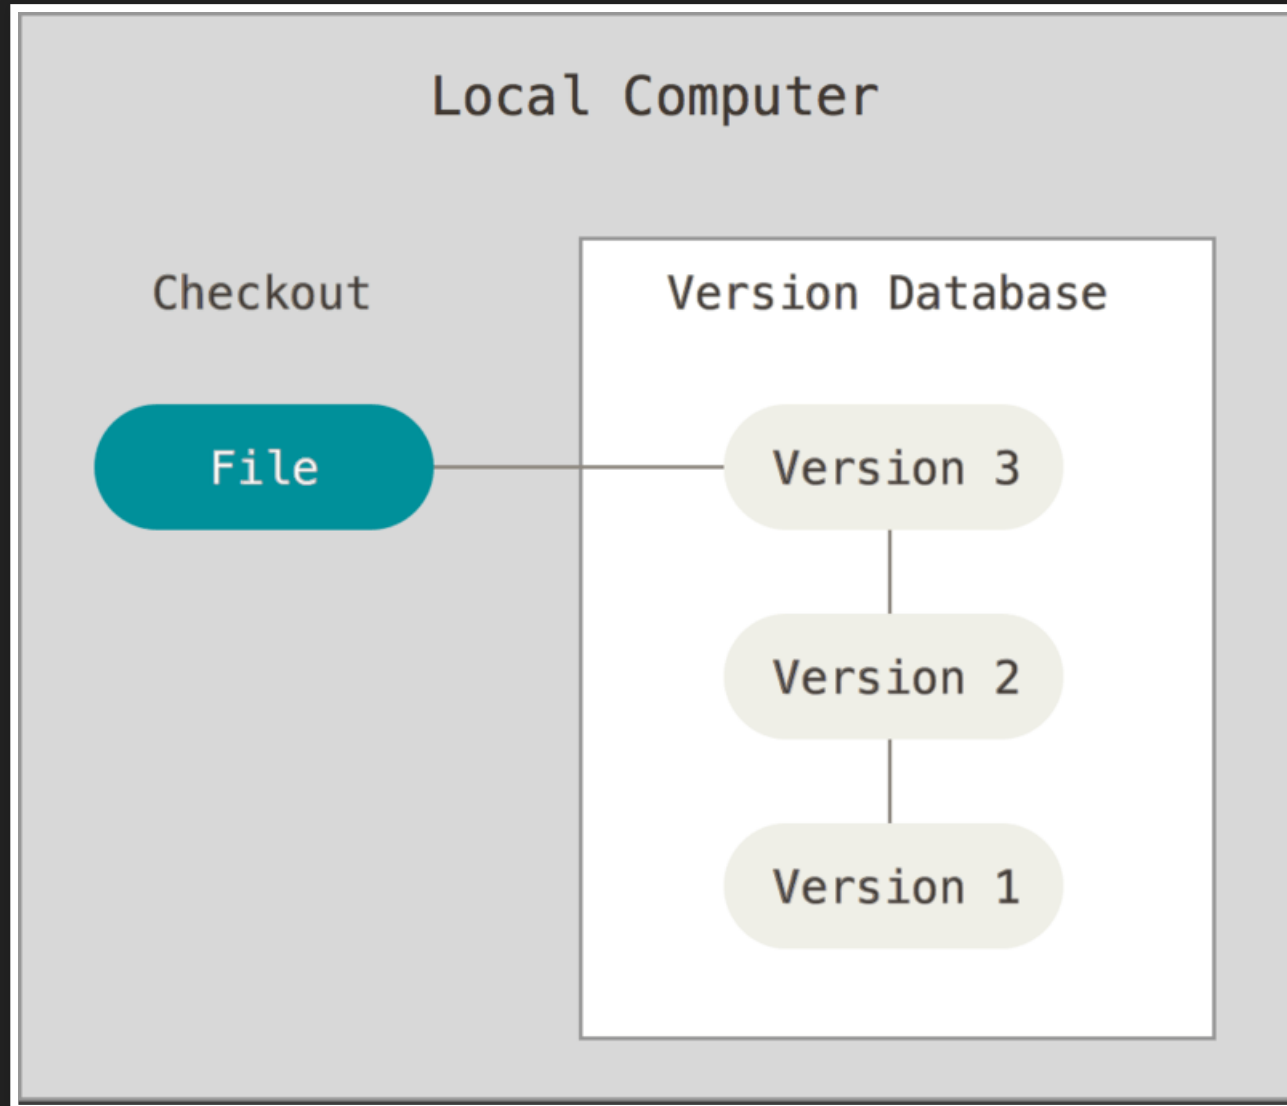 Local Computer
Checkout
Version Database
File
Version 3
Version 2
Version 1